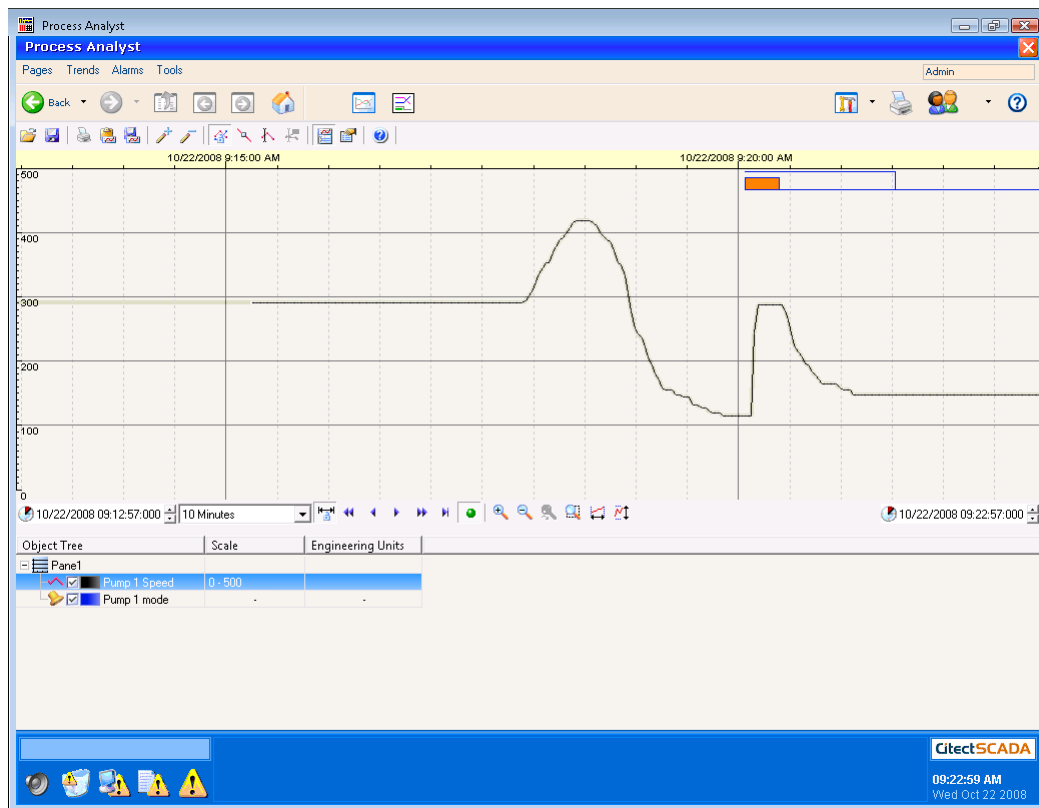 Process Analyst
Process Analyst
Pages Trends Alarms Tools
Admin
Back
10/22/2008 9:15:00 AM 10/22/2008 9:20:00 AM
500
400
300
200
100
0
10/22/2008 09:12:57:000 10 Minutes 10/22/2008 09:22:57:000
Object Tree Scale Engineering Units
Pane1
Pump 1 Speed 0 - 500
Pump 1 mode - -
CitectSCADA
09:22:59 AM
Wed Oct 22 2008